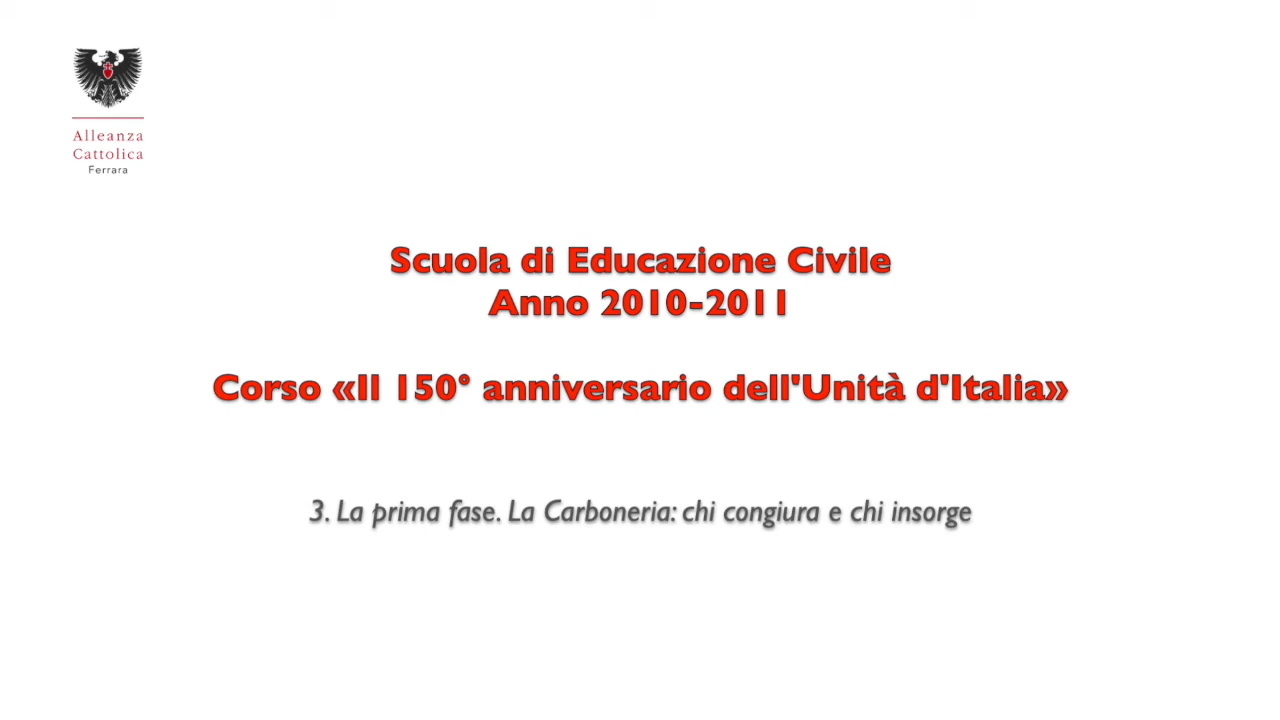 Alleanza
Cattolica
Ferrara
Scuola di Educazione Civile
Anno 2010-2011
Corso «Il 150° anniversario dell'Unità d'Italia»
3. La prima fase. La Carboneria: chi congiura e chi insorge